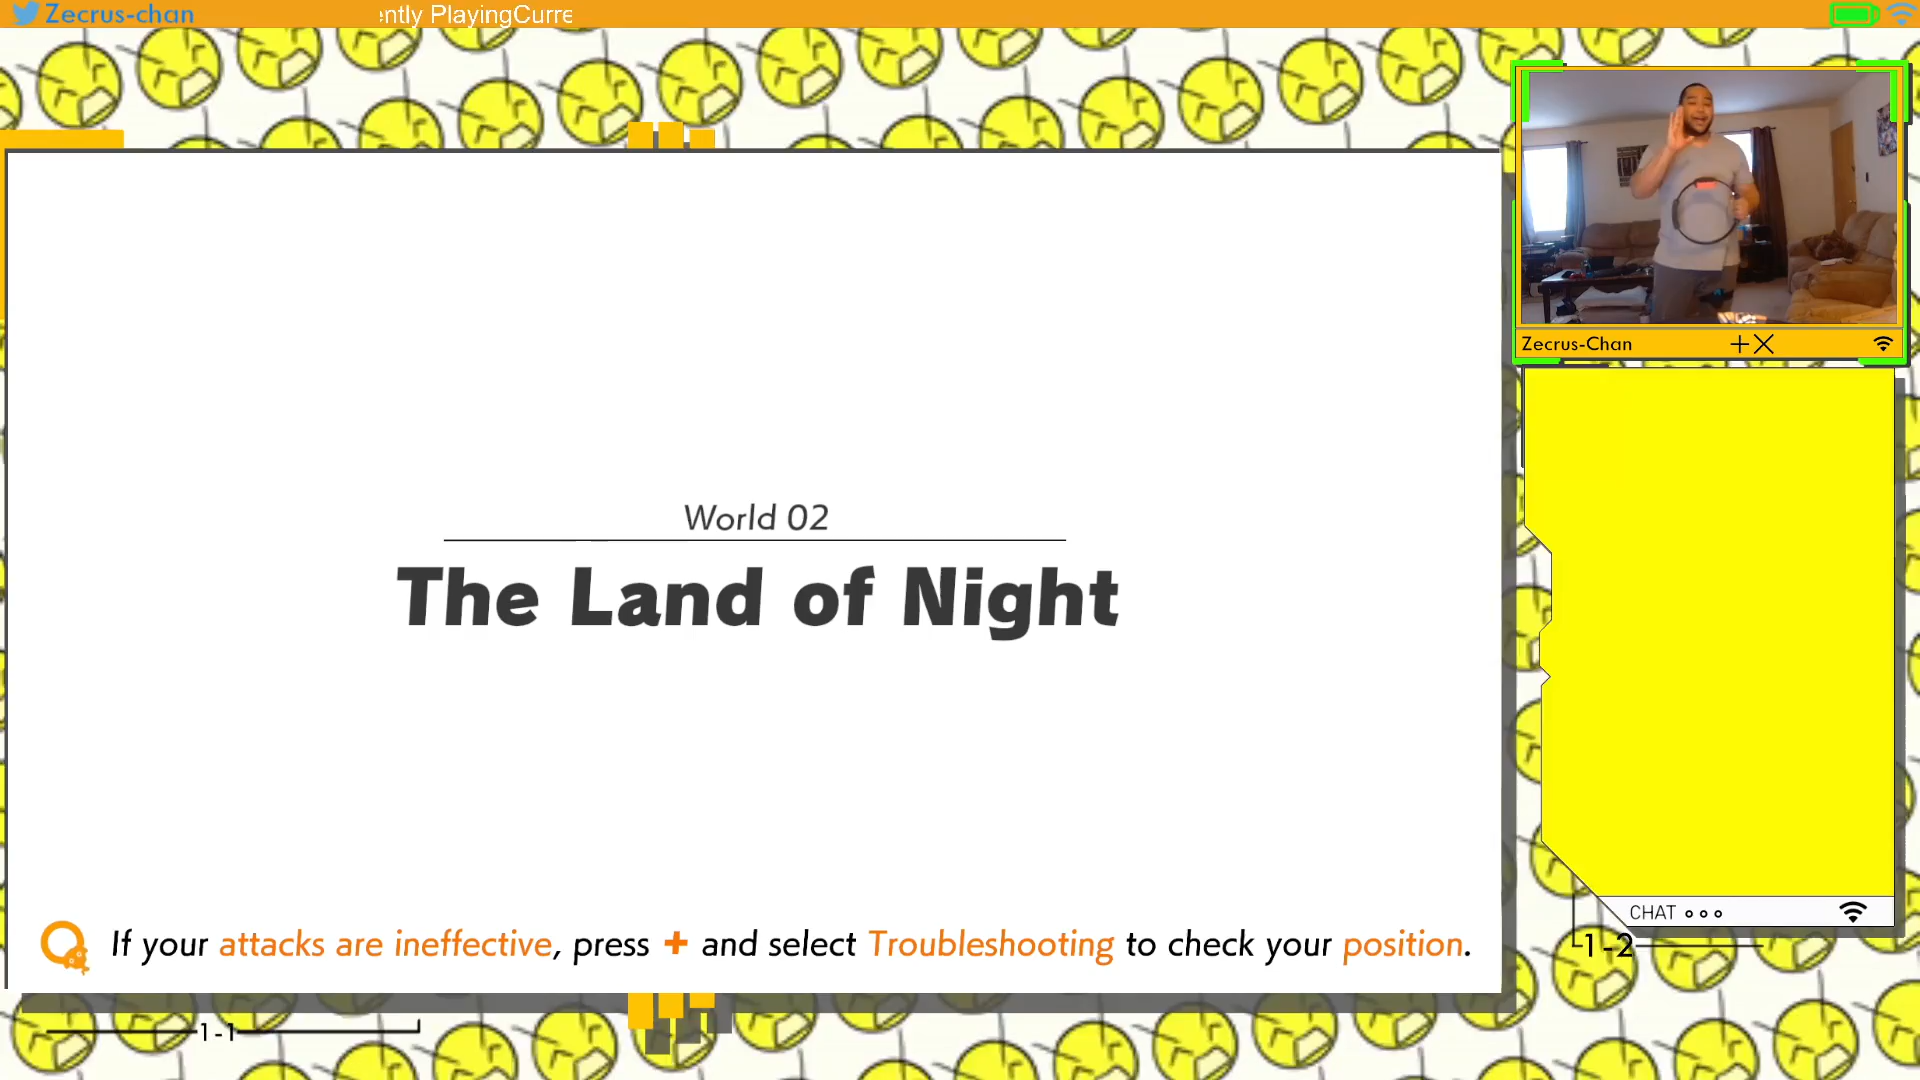 Zecrus-chan
ntly PlayingCurre
World 02
The Land of Night
If your attacks are ineffective, press + and select Troubleshooting to check your position.
Zecrus-Chan
CHAT
1-2
1-1